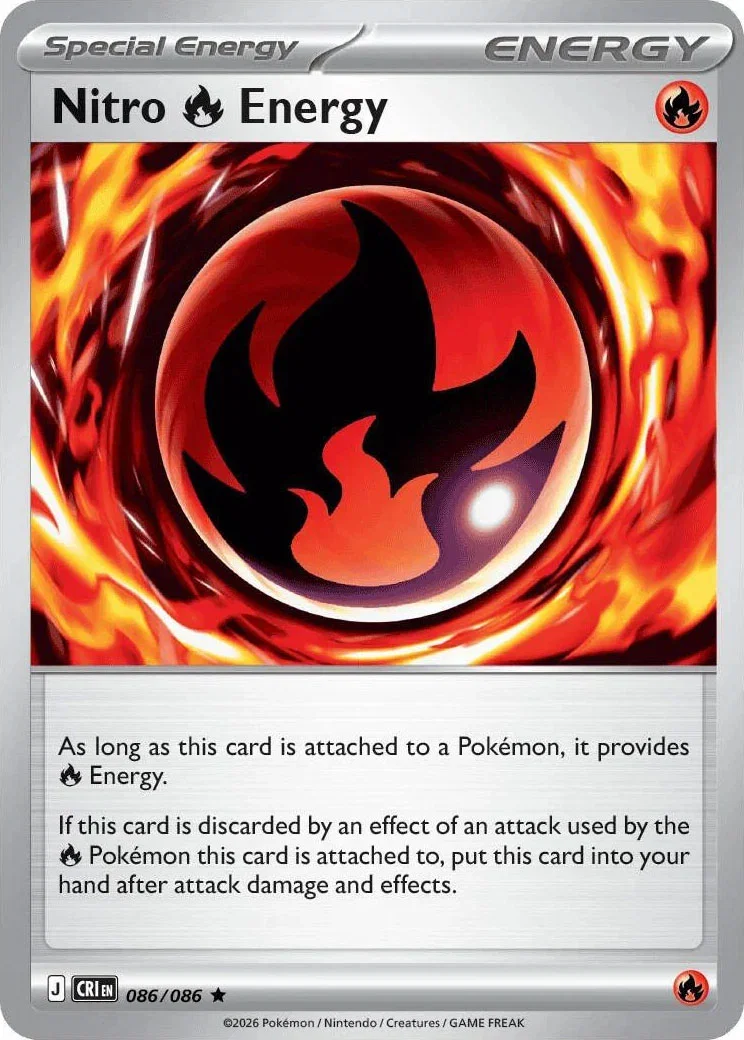 Special Energy ENERGY
Nitro 🔥 Energy
As long as this card is attached to a Pokémon, it provides
🔥 Energy.
If this card is discarded by an effect of an attack used by the
🔥 Pokémon this card is attached to, put this card into your
hand after attack damage and effects.
J CRI EN 086/086 ★
©2026 Pokémon / Nintendo / Creatures / GAME FREAK